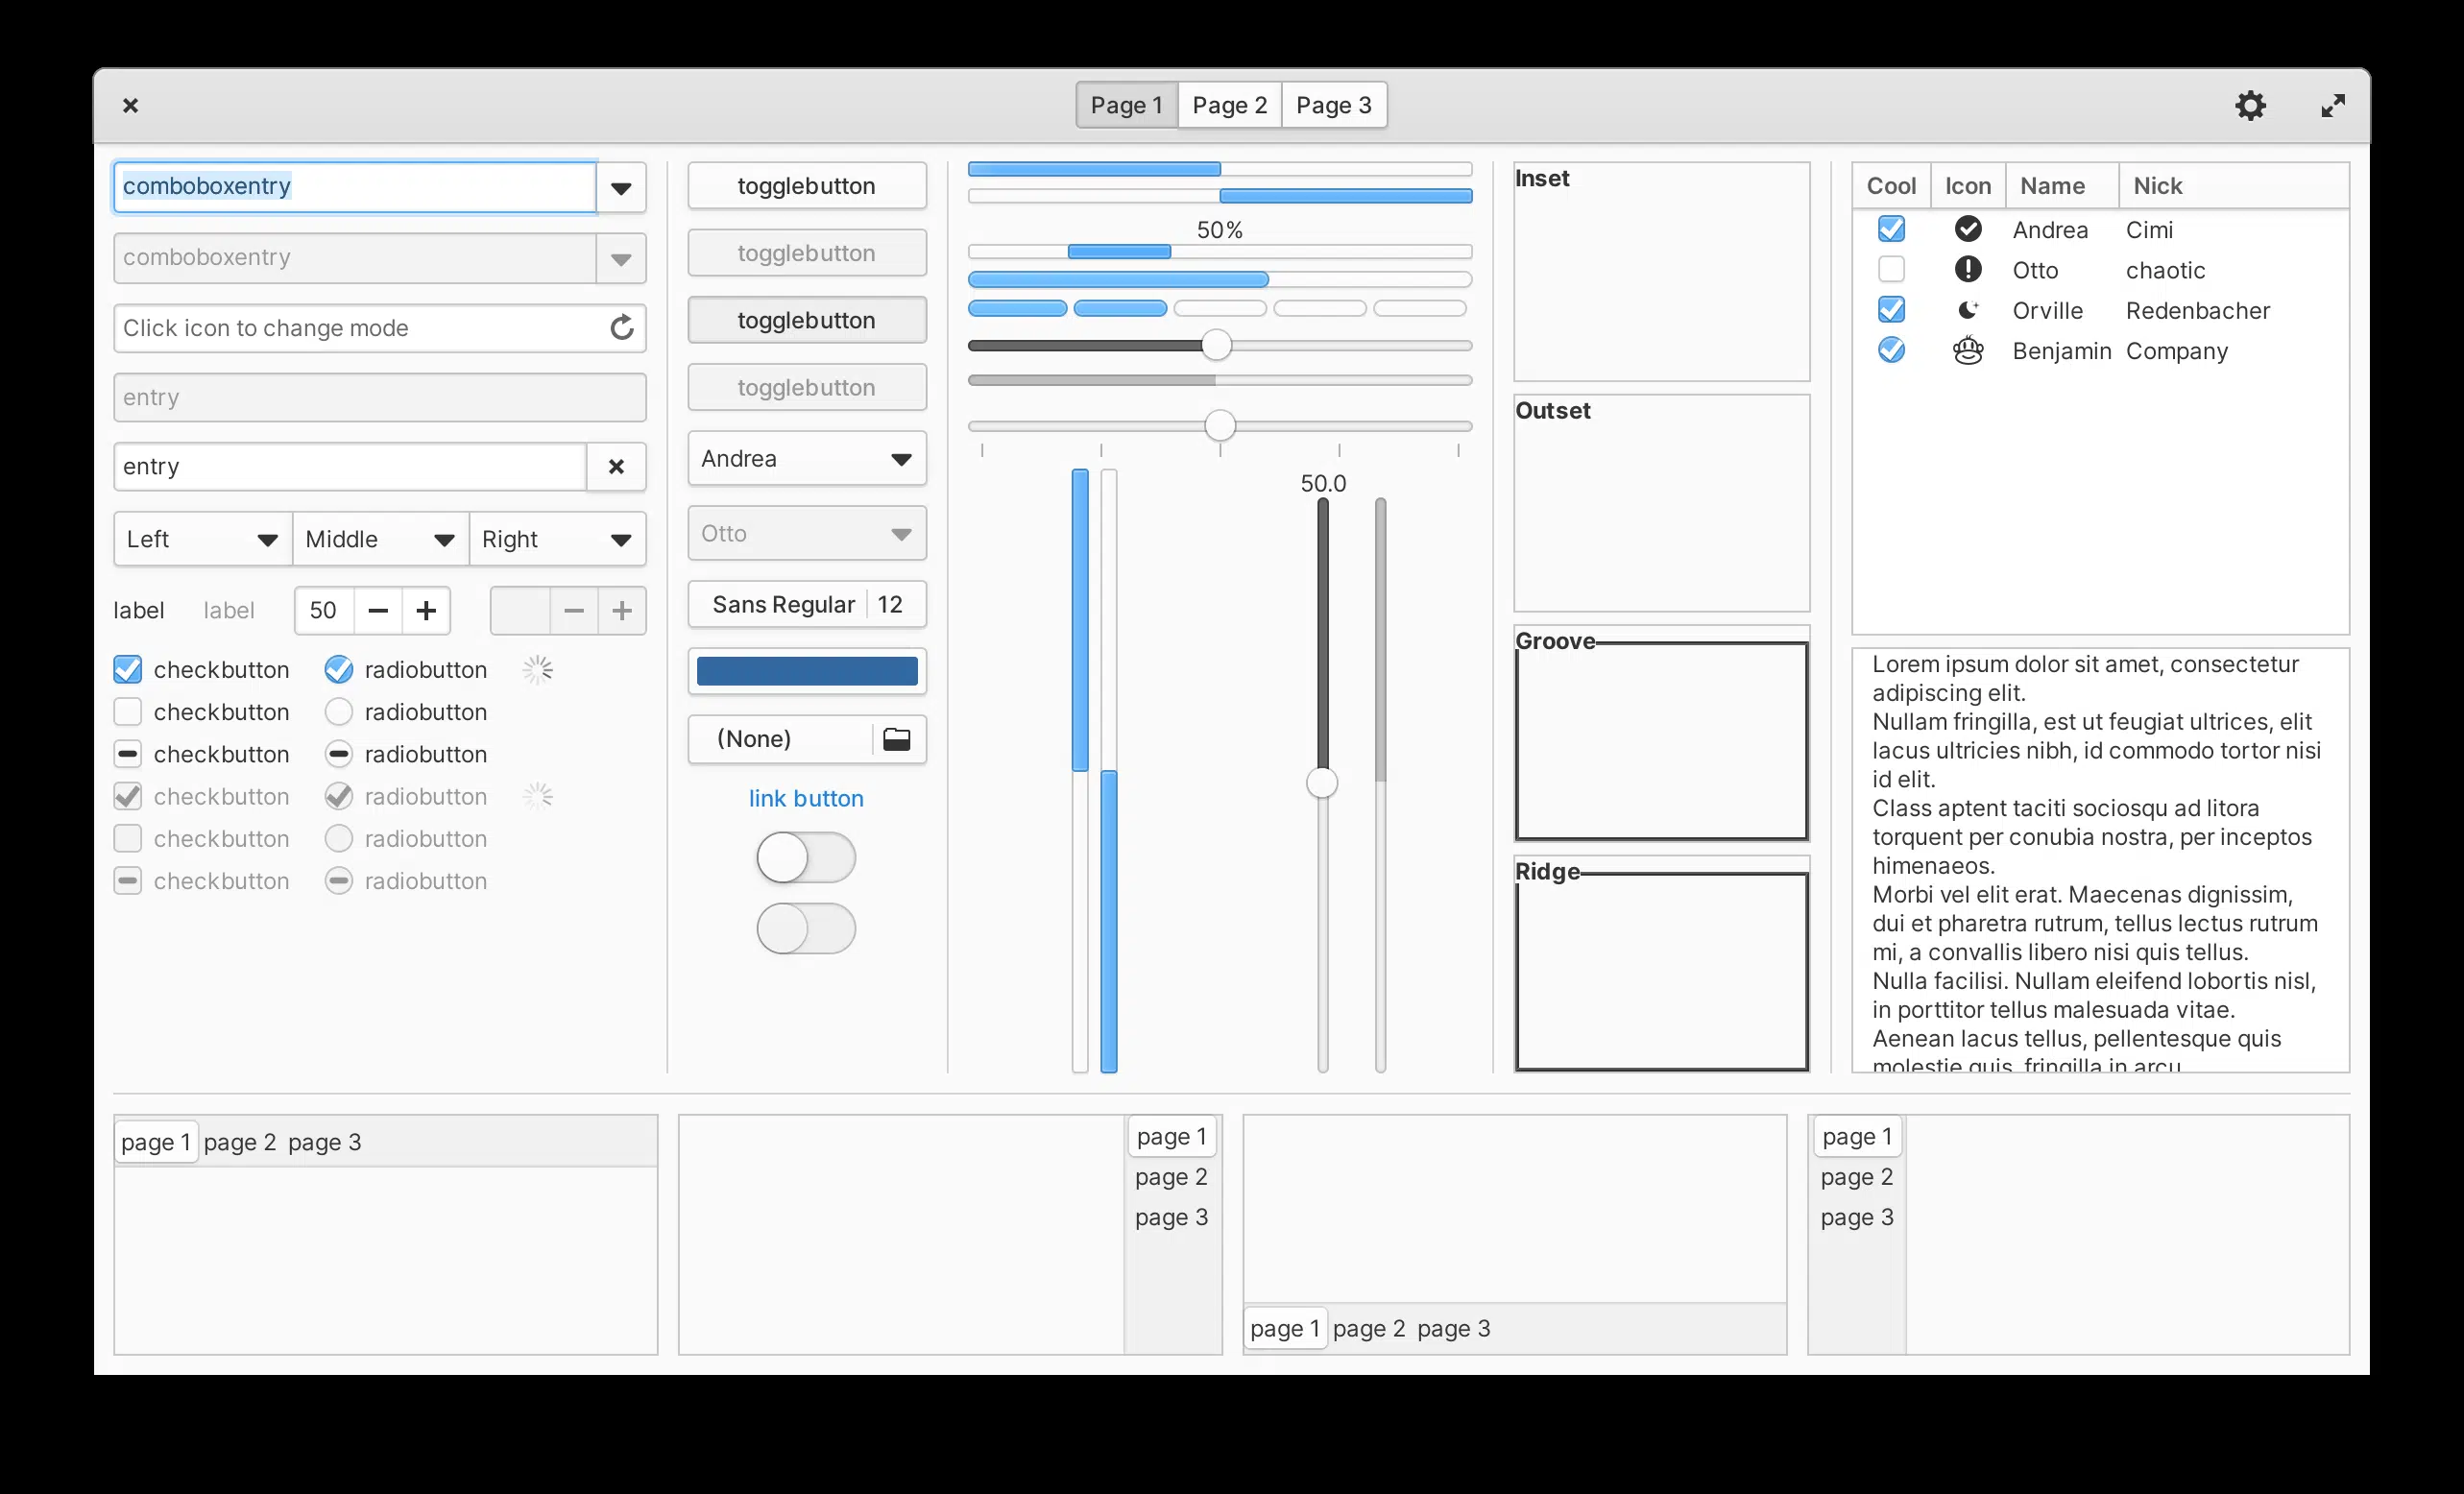 Page 1 Page 2 Page 3
comboboxentry
comboboxentry
Click icon to change mode
entry
entry
Left Middle Right
label label 50
checkbutton radiobutton
checkbutton radiobutton
checkbutton radiobutton
checkbutton radiobutton
checkbutton radiobutton
checkbutton radiobutton
togglebutton
togglebutton
togglebutton
togglebutton
Andrea
Otto
Sans Regular 12
(None)
link button
50%
50.0
Inset
Outset
Groove
Ridge
Cool Icon Name Nick
Andrea Cimi
Otto chaotic
Orville Redenbacher
Benjamin Company
Lorem ipsum dolor sit amet, consectetur
adipiscing elit.
Nullam fringilla, est ut feugiat ultrices, elit
lacus ultricies nibh, id commodo tortor nisi
id elit.
Class aptent taciti sociosqu ad litora
torquent per conubia nostra, per inceptos
himenaeos.
Morbi vel elit erat. Maecenas dignissim,
dui et pharetra rutrum, tellus lectus rutrum
mi, a convallis libero nisi quis tellus.
Nulla facilisi. Nullam eleifend lobortis nisl,
in porttitor tellus malesuada vitae.
Aenean lacus tellus, pellentesque quis
molestie quis, fringilla in arcu.
page 1 page 2 page 3
page 1
page 2
page 3
page 1 page 2 page 3
page 1
page 2
page 3